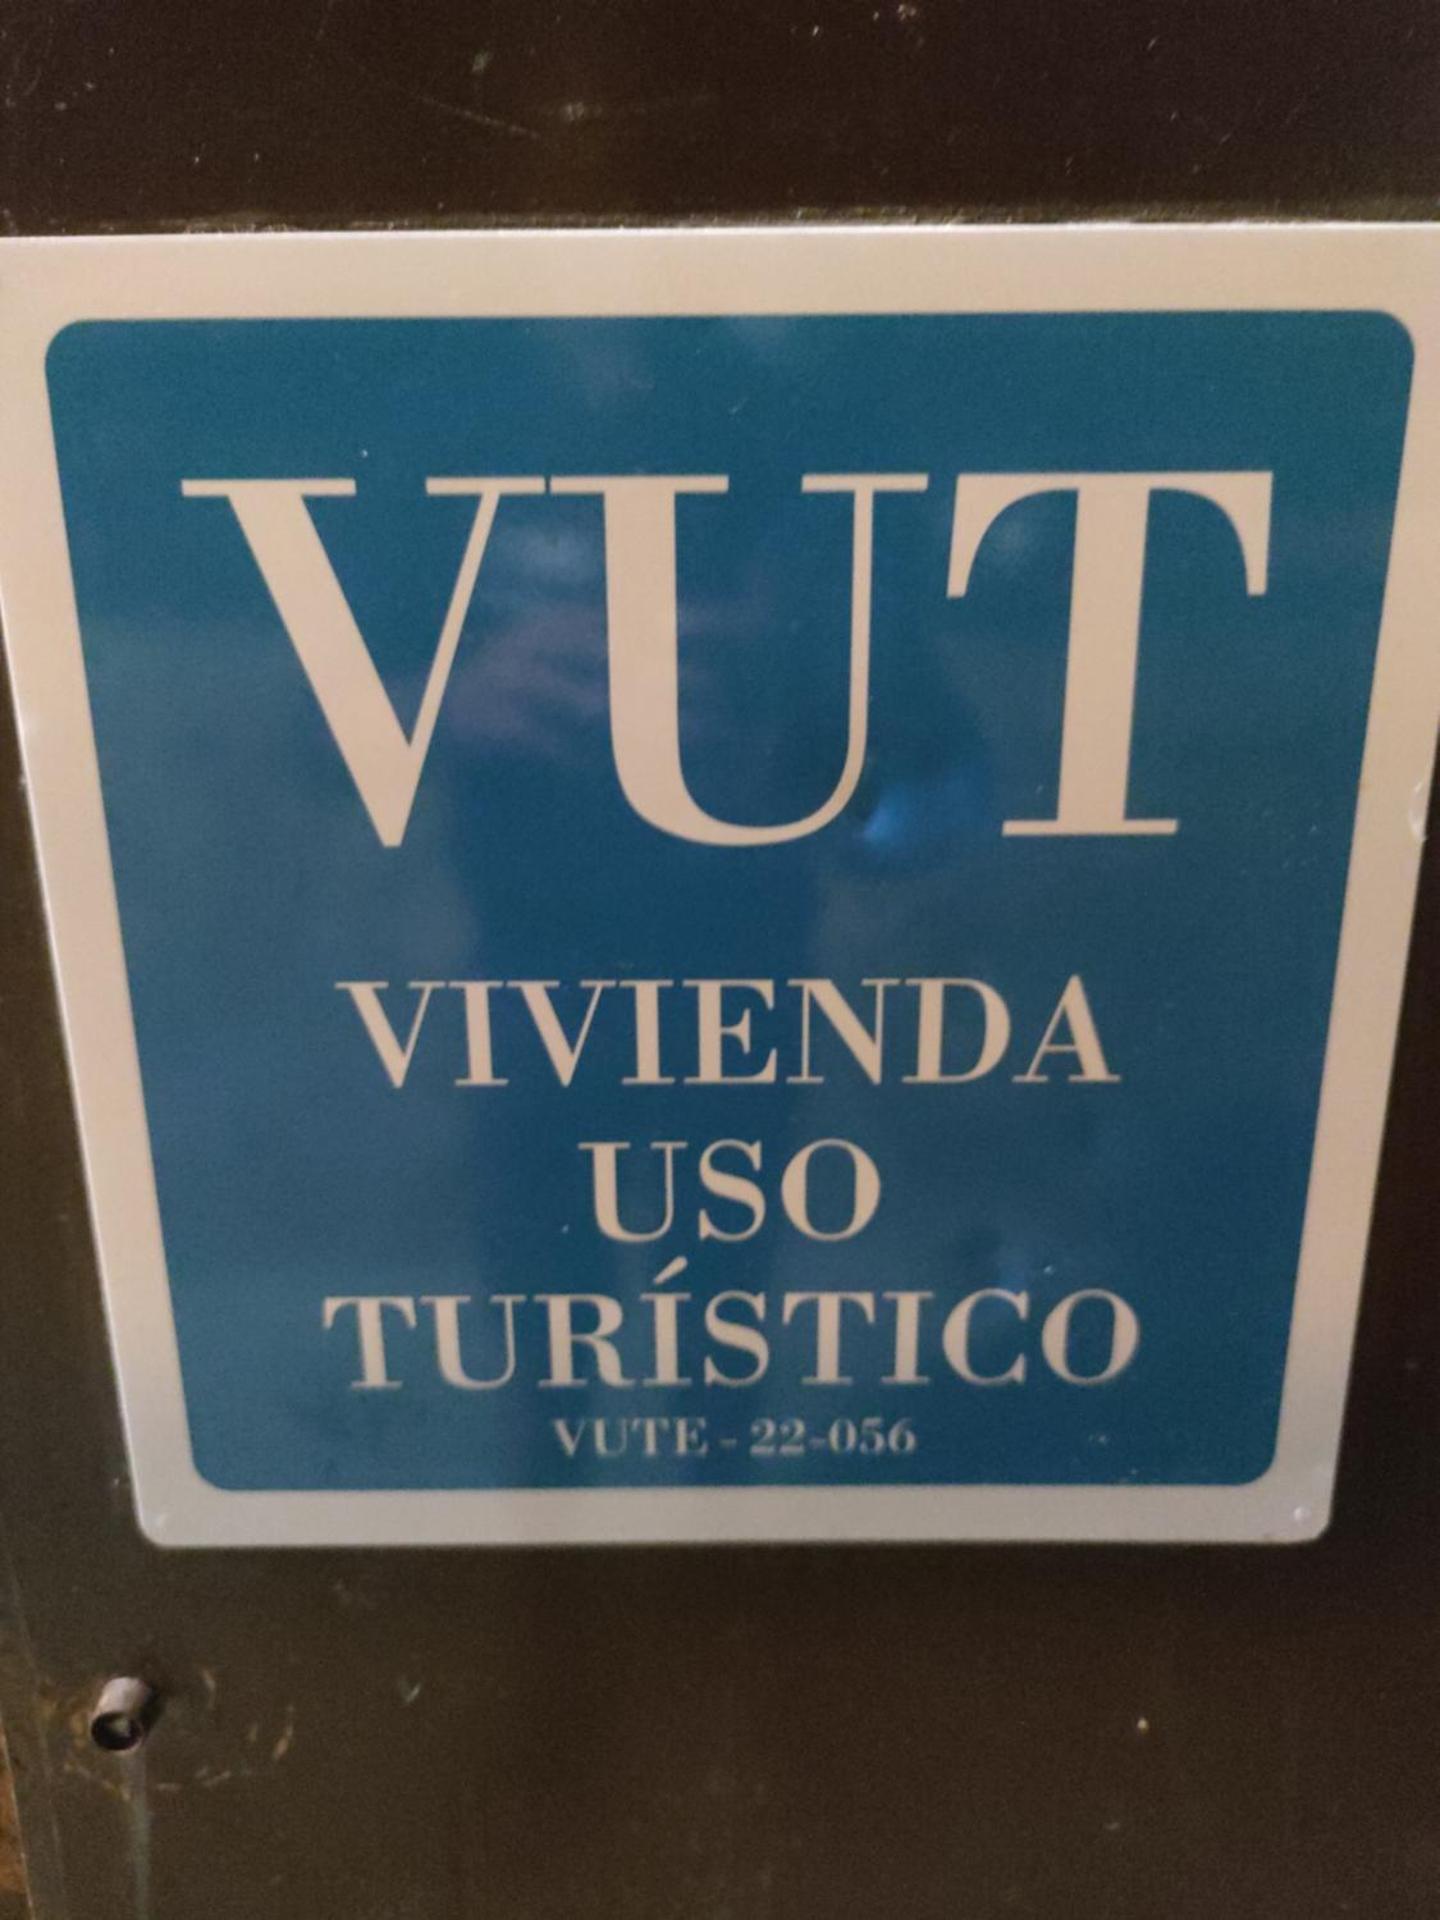 VUT
VIVIENDA
USO
TURÍSTICO
VUTE - 22-056